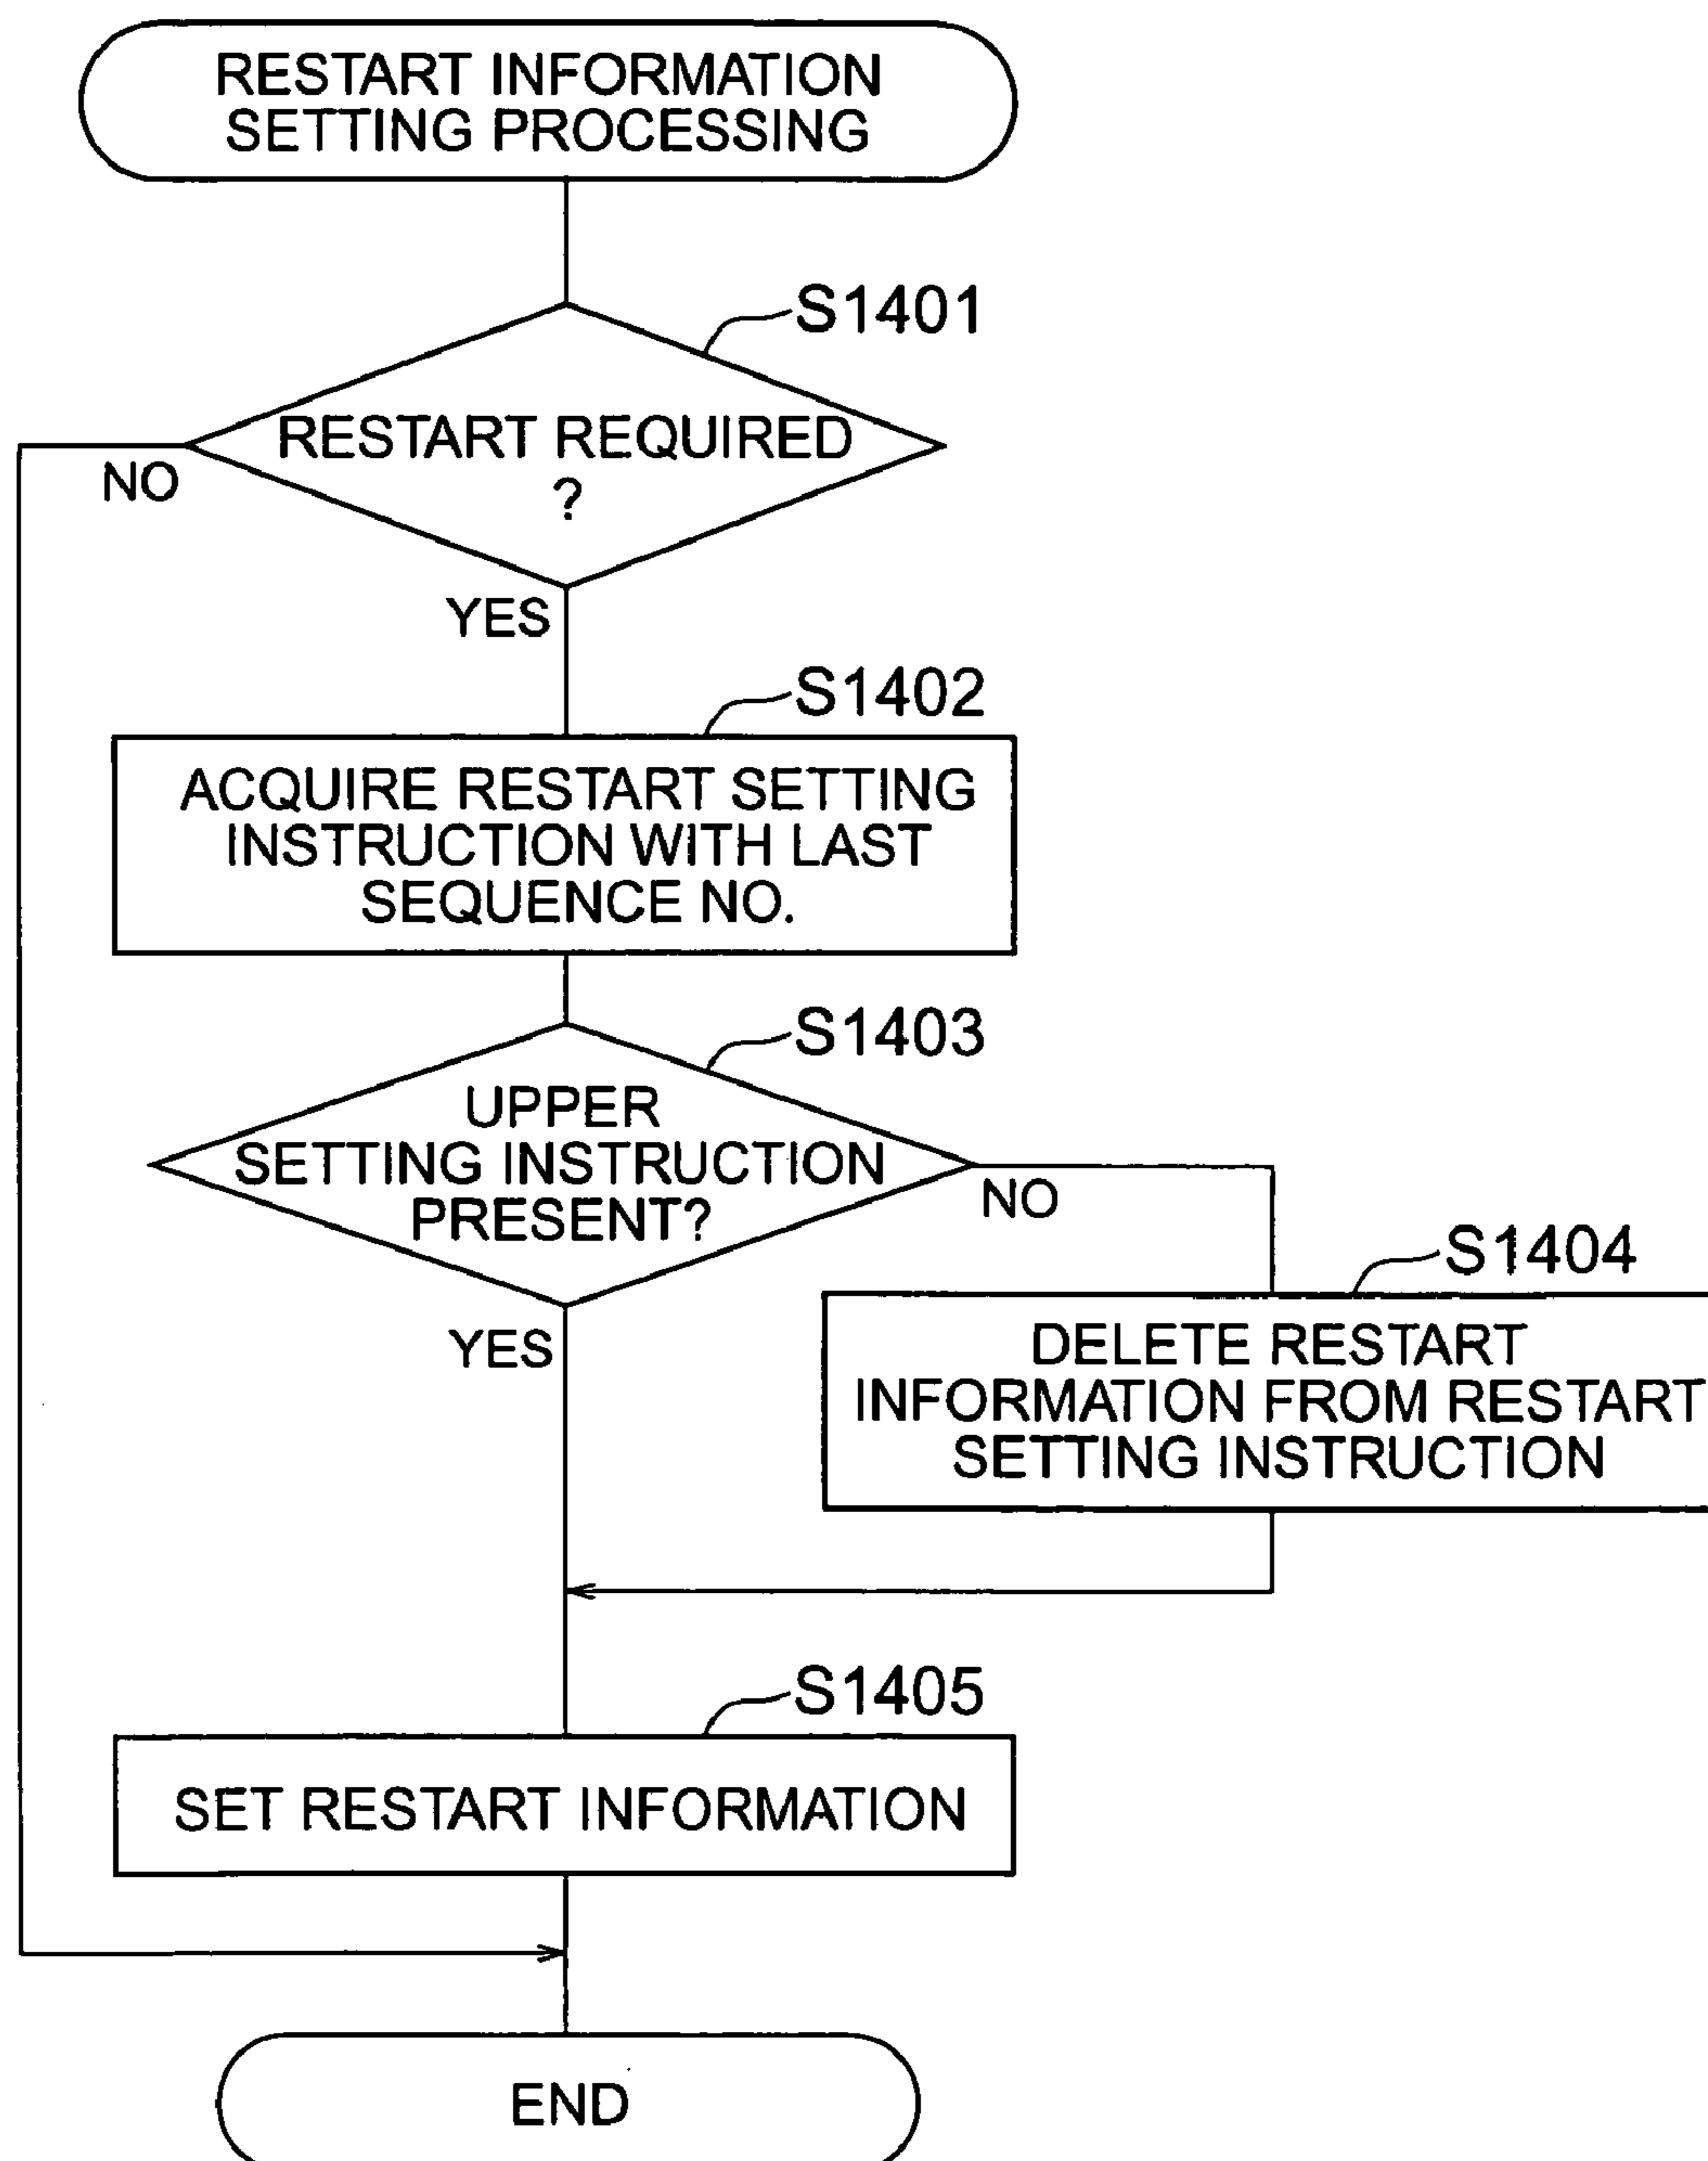 RESTART INFORMATION
SETTING PROCESSING
S1401
RESTART REQUIRED
?
NO
YES
S1402
ACQUIRE RESTART SETTING
INSTRUCTION WITH LAST
SEQUENCE NO.
S1403
UPPER
SETTING INSTRUCTION
PRESENT?
NO
YES
S1404
DELETE RESTART
INFORMATION FROM RESTART
SETTING INSTRUCTION
S1405
SET RESTART INFORMATION
END